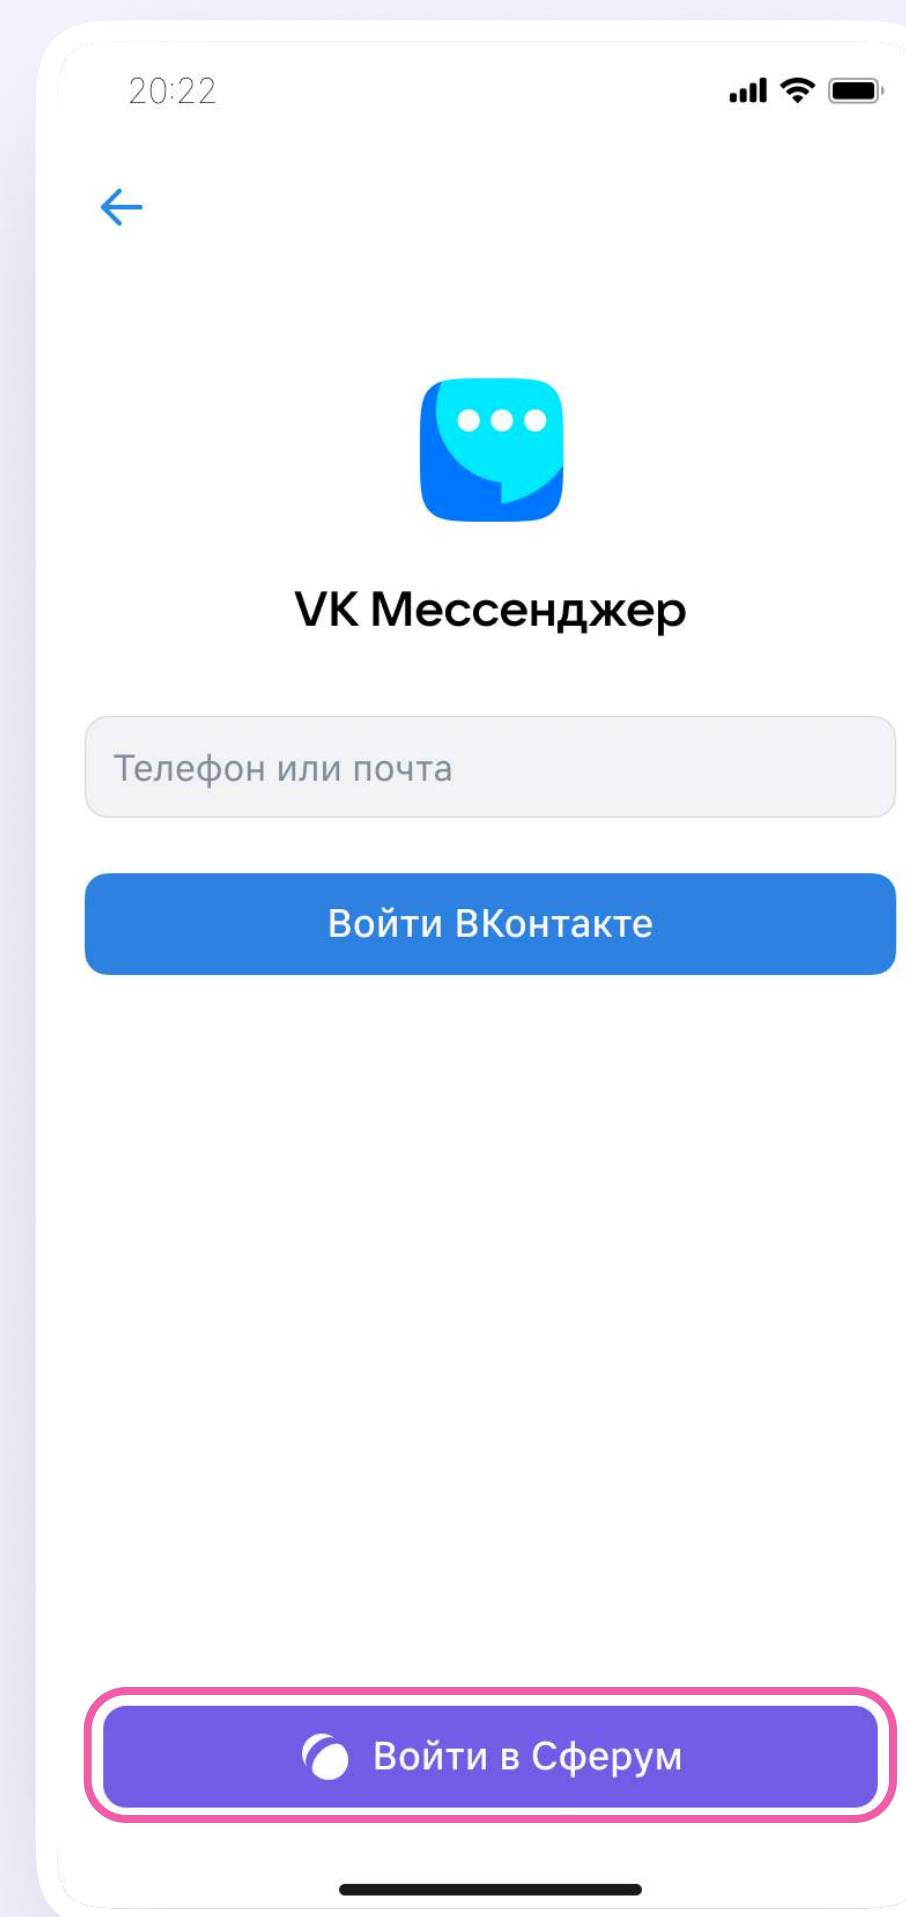 20:22
VK Мессенджер
Телефон или почта
Войти ВКонтакте
Войти в Сферум